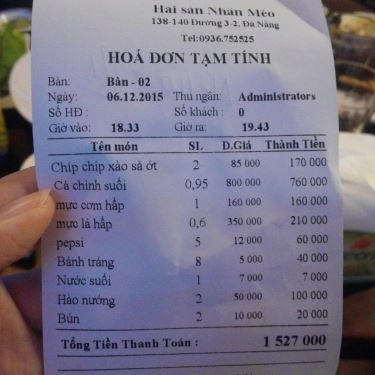 Hải sản Nhân Mèo
138-140 Đường 3-2, Đà Nẵng
Tel:0936.752525
HOÁ ĐƠN TẠM TÍNH
Bàn: Bàn - 02
Ngày: 06.12.2015 Thu ngân: Administrators
Số HĐ : Số khách : 0
Giờ vào: 18.33 Giờ ra: 19.43
Tên món SL Đ.Giá Thành Tiền
Chíp chíp xào sả ớt 2 85 000 170 000
Cá chình suối 0,95 800 000 760 000
mực cơm hấp 1 160 000 160 000
mực lá hấp 0,6 350 000 210 000
pepsi 5 12 000 60 000
Bánh tráng 8 5 000 40 000
Nước suối 1 7 000 7 000
Hào nướng 2 50 000 100 000
Bún 2 10 000 20 000
Tổng Tiền Thanh Toán : 1 527 000